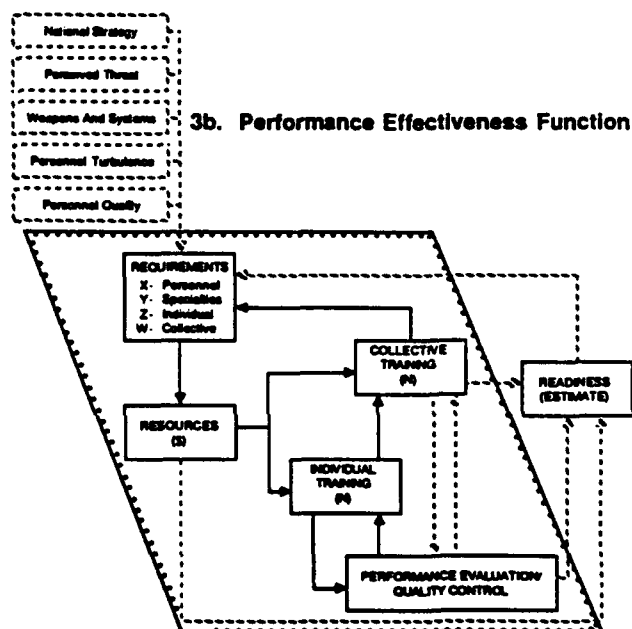 National Strategy
Perceived Threat
Weapons And Systems
3b. Performance Effectiveness Function
Personnel Turbulence
Personnel Quality
REQUIREMENTS
X- Personnel
Y- Specialties
Z- Individual
W- Collective
COLLECTIVE
TRAINING
(N)
READINESS
(ESTIMATE)
RESOURCES
($)
INDIVIDUAL
TRAINING
(N)
PERFORMANCE EVALUATION/
QUALITY CONTROL